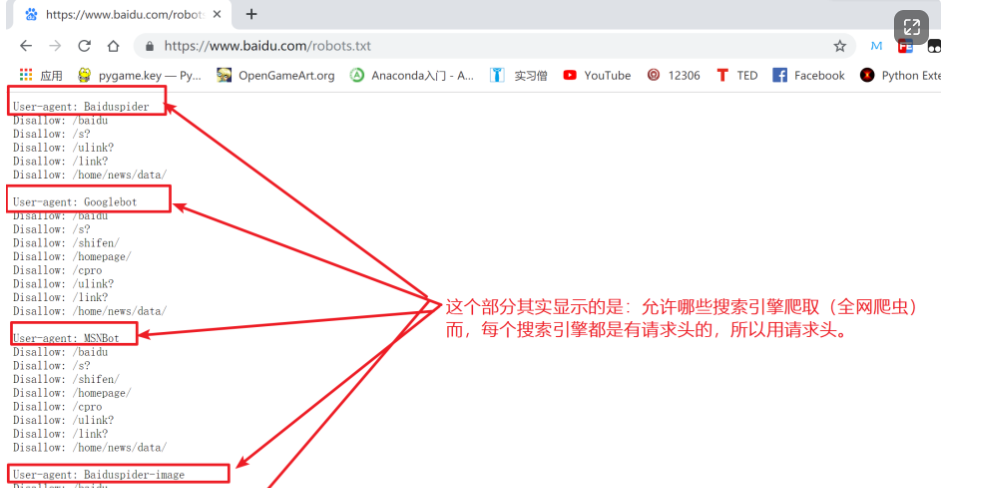 https://www.baidu.com/robots
https://www.baidu.com/robots.txt
应用 pygame.key — Py... OpenGameArt.org Anaconda入门 - A... 实习僧 YouTube 12306 TED Facebook Python Exte
User-agent: Baiduspider
Disallow: /baidu
Disallow: /s?
Disallow: /ulink?
Disallow: /link?
Disallow: /home/news/data/
User-agent: Googlebot
Disallow: /baidu
Disallow: /s?
Disallow: /shifen/
Disallow: /homepage/
Disallow: /cpro
Disallow: /ulink?
Disallow: /link?
Disallow: /home/news/data/
这个部分其实显示的是：允许哪些搜索引擎爬取（全网爬虫）
而，每个搜索引擎都是有请求头的，所以用请求头。
User-agent: MSNBot
Disallow: /baidu
Disallow: /s?
Disallow: /shifen/
Disallow: /homepage/
Disallow: /cpro
Disallow: /ulink?
Disallow: /link?
Disallow: /home/news/data/
User-agent: Baiduspider-image
Disallow: /baidu